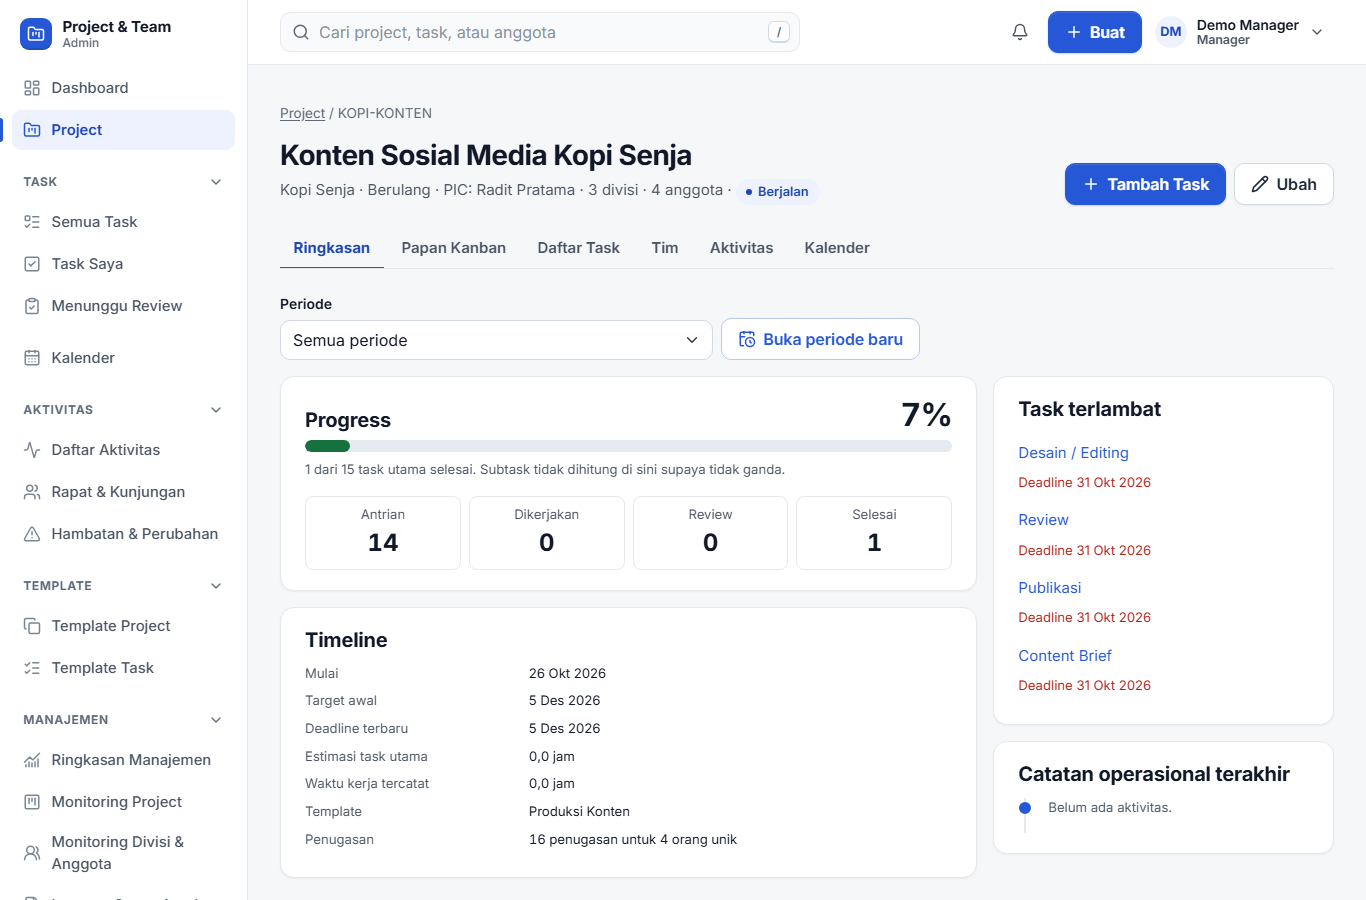 Project & Team
Admin
Dashboard
Project
TASK
Semua Task
Task Saya
Menunggu Review
Kalender
AKTIVITAS
Daftar Aktivitas
Rapat & Kunjungan
Hambatan & Perubahan
TEMPLATE
Template Project
Template Task
MANAJEMEN
Ringkasan Manajemen
Monitoring Project
Monitoring Divisi &
Anggota
Cari project, task, atau anggota
/
Buat
DM
Demo Manager
Manager
Project / KOPI-KONTEN
Konten Sosial Media Kopi Senja
Kopi Senja · Berulang · PIC: Radit Pratama · 3 divisi · 4 anggota · Berjalan
Tambah Task
Ubah
Ringkasan
Papan Kanban
Daftar Task
Tim
Aktivitas
Kalender
Periode
Semua periode
Buka periode baru
Progress
7%
1 dari 15 task utama selesai. Subtask tidak dihitung di sini supaya tidak ganda.
Antrian
14
Dikerjakan
0
Review
0
Selesai
1
Timeline
Mulai 26 Okt 2026
Target awal 5 Des 2026
Deadline terbaru 5 Des 2026
Estimasi task utama 0,0 jam
Waktu kerja tercatat 0,0 jam
Template Produksi Konten
Penugasan 16 penugasan untuk 4 orang unik
Task terlambat
Desain / Editing
Deadline 31 Okt 2026
Review
Deadline 31 Okt 2026
Publikasi
Deadline 31 Okt 2026
Content Brief
Deadline 31 Okt 2026
Catatan operasional terakhir
Belum ada aktivitas.